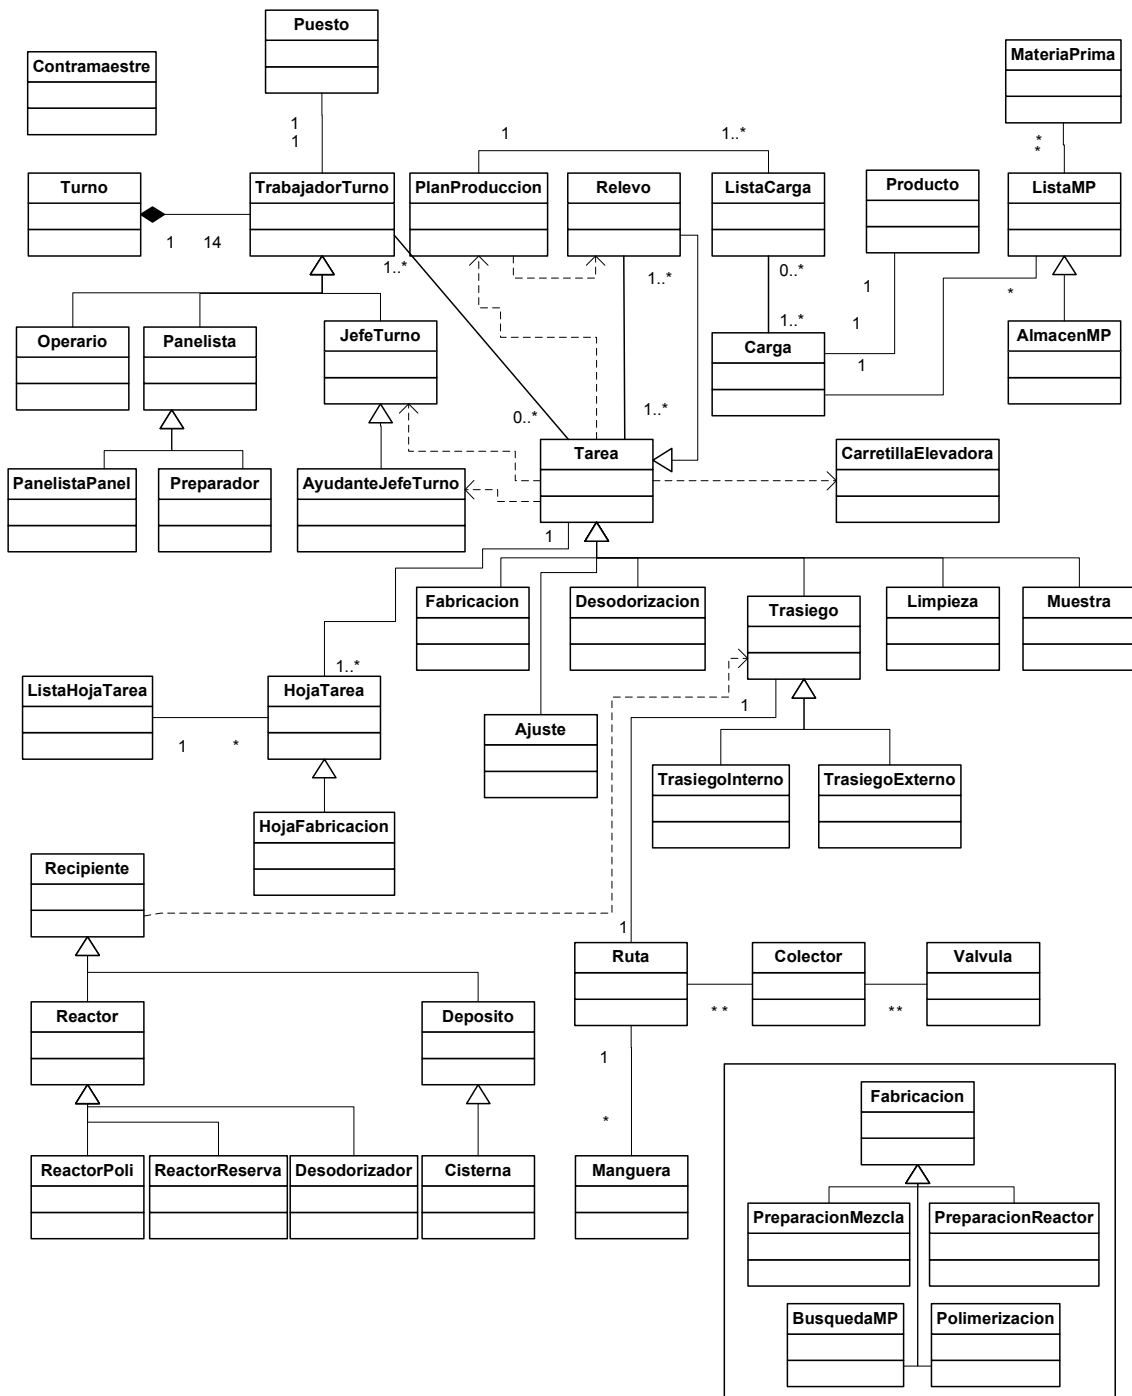 Puesto
Contramaestre
MateriaPrima
1
1
1
1..*
*
*
Turno
TrabajadorTurno
PlanProduccion
Relevo
ListaCarga
Producto
ListaMP
1
14
1..*
1..*
0..*
1
*
1..*
1
1
Operario
Panelista
JefeTurno
Carga
AlmacenMP
0..*
1..*
Tarea
CarretillaElevadora
PanelistaPanel
Preparador
AyudanteJefeTurno
1
Fabricacion
Desodorizacion
Trasiego
Limpieza
Muestra
1..*
ListaHojaTarea
HojaTarea
1
Ajuste
1
*
TrasiegoInterno
TrasiegoExterno
HojaFabricacion
Recipiente
1
Ruta
Colector
Valvula
* *
**
Reactor
Deposito
1
*
Fabricacion
ReactorPoli
ReactorReserva
Desodorizador
Cisterna
Manguera
PreparacionMezcla
PreparacionReactor
BusquedaMP
Polimerizacion